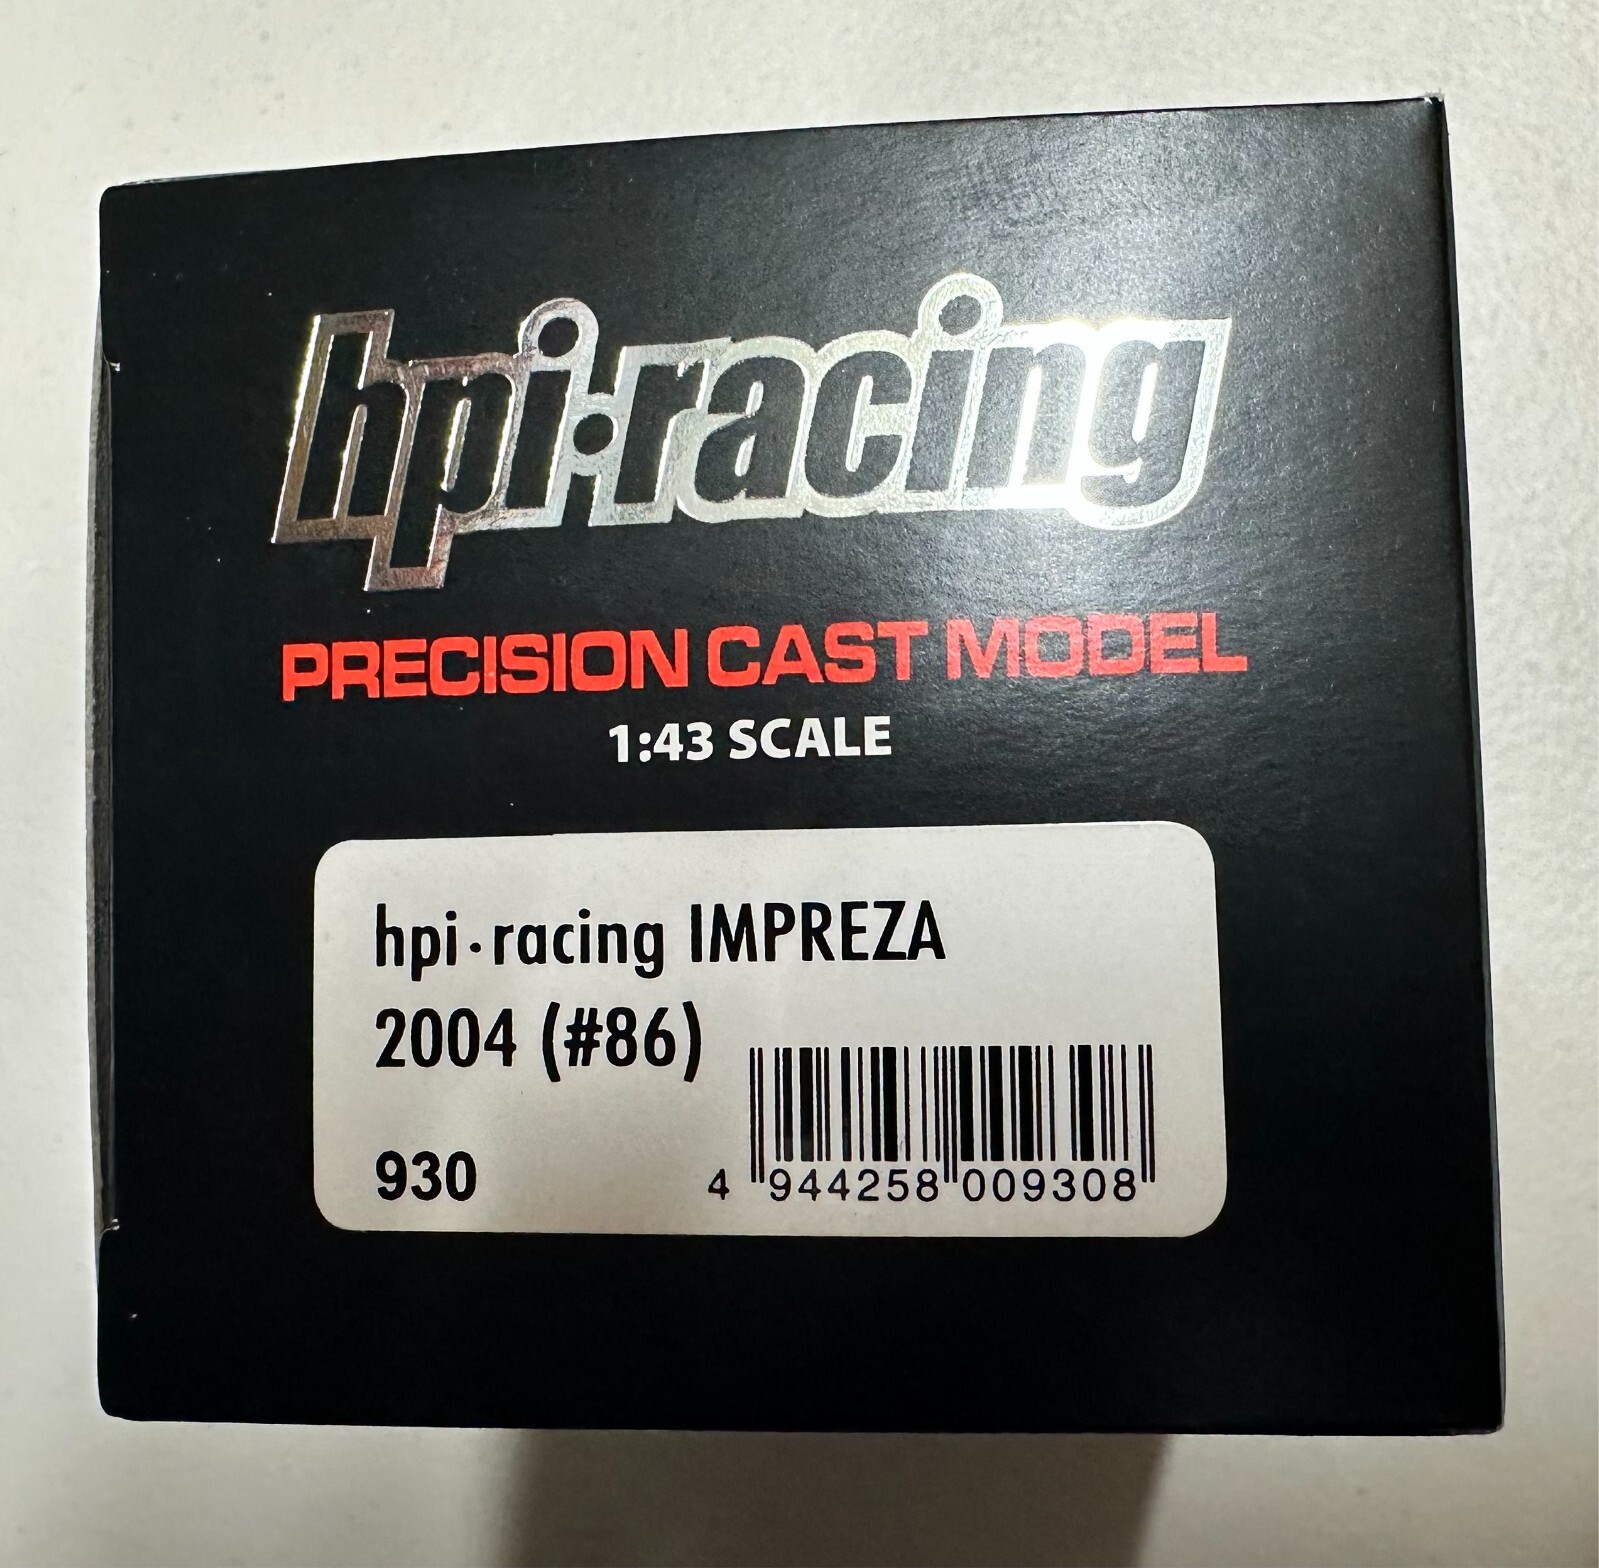 hpi·racing
PRECISION CAST MODEL
1:43 SCALE
hpi·racing IMPREZA
2004 (#86)
930
4 944258 009308